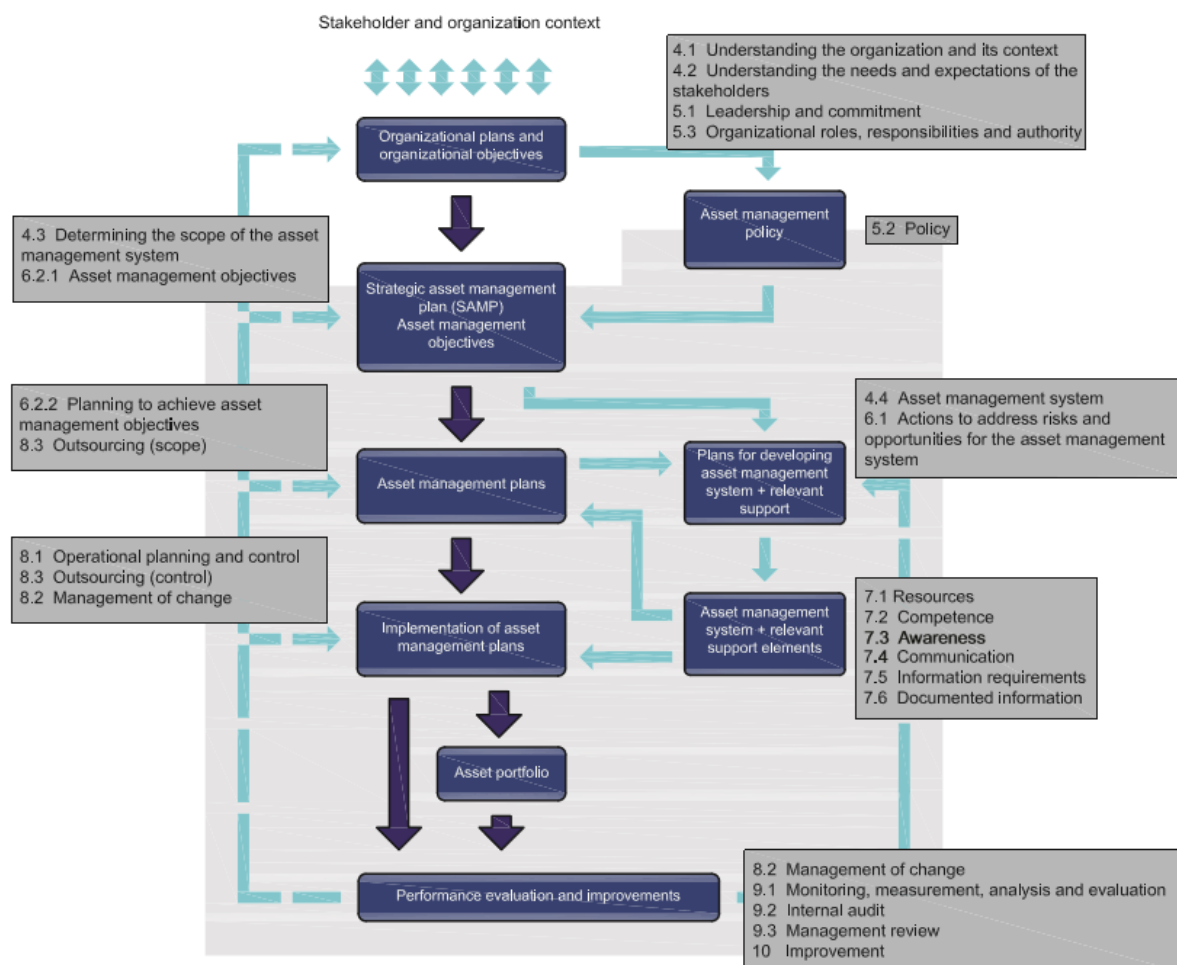 Stakeholder and organization context
4.1 Understanding the organization and its context
4.2 Understanding the needs and expectations of the
stakeholders
5.1 Leadership and commitment
5.3 Organizational roles, responsibilities and authority
Organizational plans and
organizational objectives
Asset management
policy
5.2 Policy
4.3 Determining the scope of the asset
management system
6.2.1 Asset management objectives
Strategic asset management
plan (SAMP)
Asset management
objectives
6.2.2 Planning to achieve asset
management objectives
8.3 Outsourcing (scope)
4.4 Asset management system
6.1 Actions to address risks and
opportunities for the asset management
system
Asset management plans
Plans for developing
asset management
system + relevant
support
8.1 Operational planning and control
8.3 Outsourcing (control)
8.2 Management of change
Implementation of asset
management plans
Asset management
system + relevant
support elements
7.1 Resources
7.2 Competence
7.3 Awareness
7.4 Communication
7.5 Information requirements
7.6 Documented information
Asset portfolio
Performance evaluation and improvements
8.2 Management of change
9.1 Monitoring, measurement, analysis and evaluation
9.2 Internal audit
9.3 Management review
10 Improvement